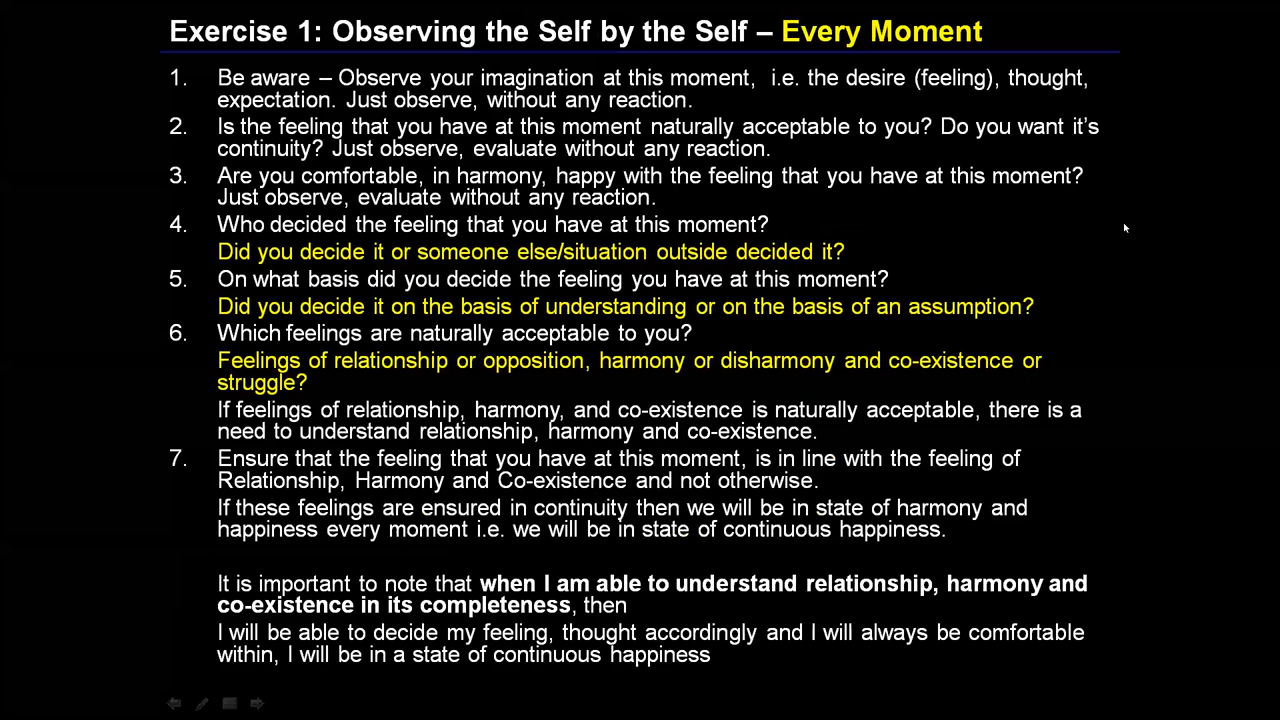 Exercise 1: Observing the Self by the Self – Every Moment
1. Be aware – Observe your imagination at this moment, i.e. the desire (feeling), thought,
expectation. Just observe, without any reaction.
2. Is the feeling that you have at this moment naturally acceptable to you? Do you want it's
continuity? Just observe, evaluate without any reaction.
3. Are you comfortable, in harmony, happy with the feeling that you have at this moment?
Just observe, evaluate without any reaction.
4. Who decided the feeling that you have at this moment?
Did you decide it or someone else/situation outside decided it?
5. On what basis did you decide the feeling you have at this moment?
Did you decide it on the basis of understanding or on the basis of an assumption?
6. Which feelings are naturally acceptable to you?
Feelings of relationship or opposition, harmony or disharmony and co-existence or
struggle?
If feelings of relationship, harmony, and co-existence is naturally acceptable, there is a
need to understand relationship, harmony and co-existence.
7. Ensure that the feeling that you have at this moment, is in line with the feeling of
Relationship, Harmony and Co-existence and not otherwise.
If these feelings are ensured in continuity then we will be in state of harmony and
happiness every moment i.e. we will be in state of continuous happiness.
It is important to note that when I am able to understand relationship, harmony and
co-existence in its completeness, then
I will be able to decide my feeling, thought accordingly and I will always be comfortable
within, I will be in a state of continuous happiness